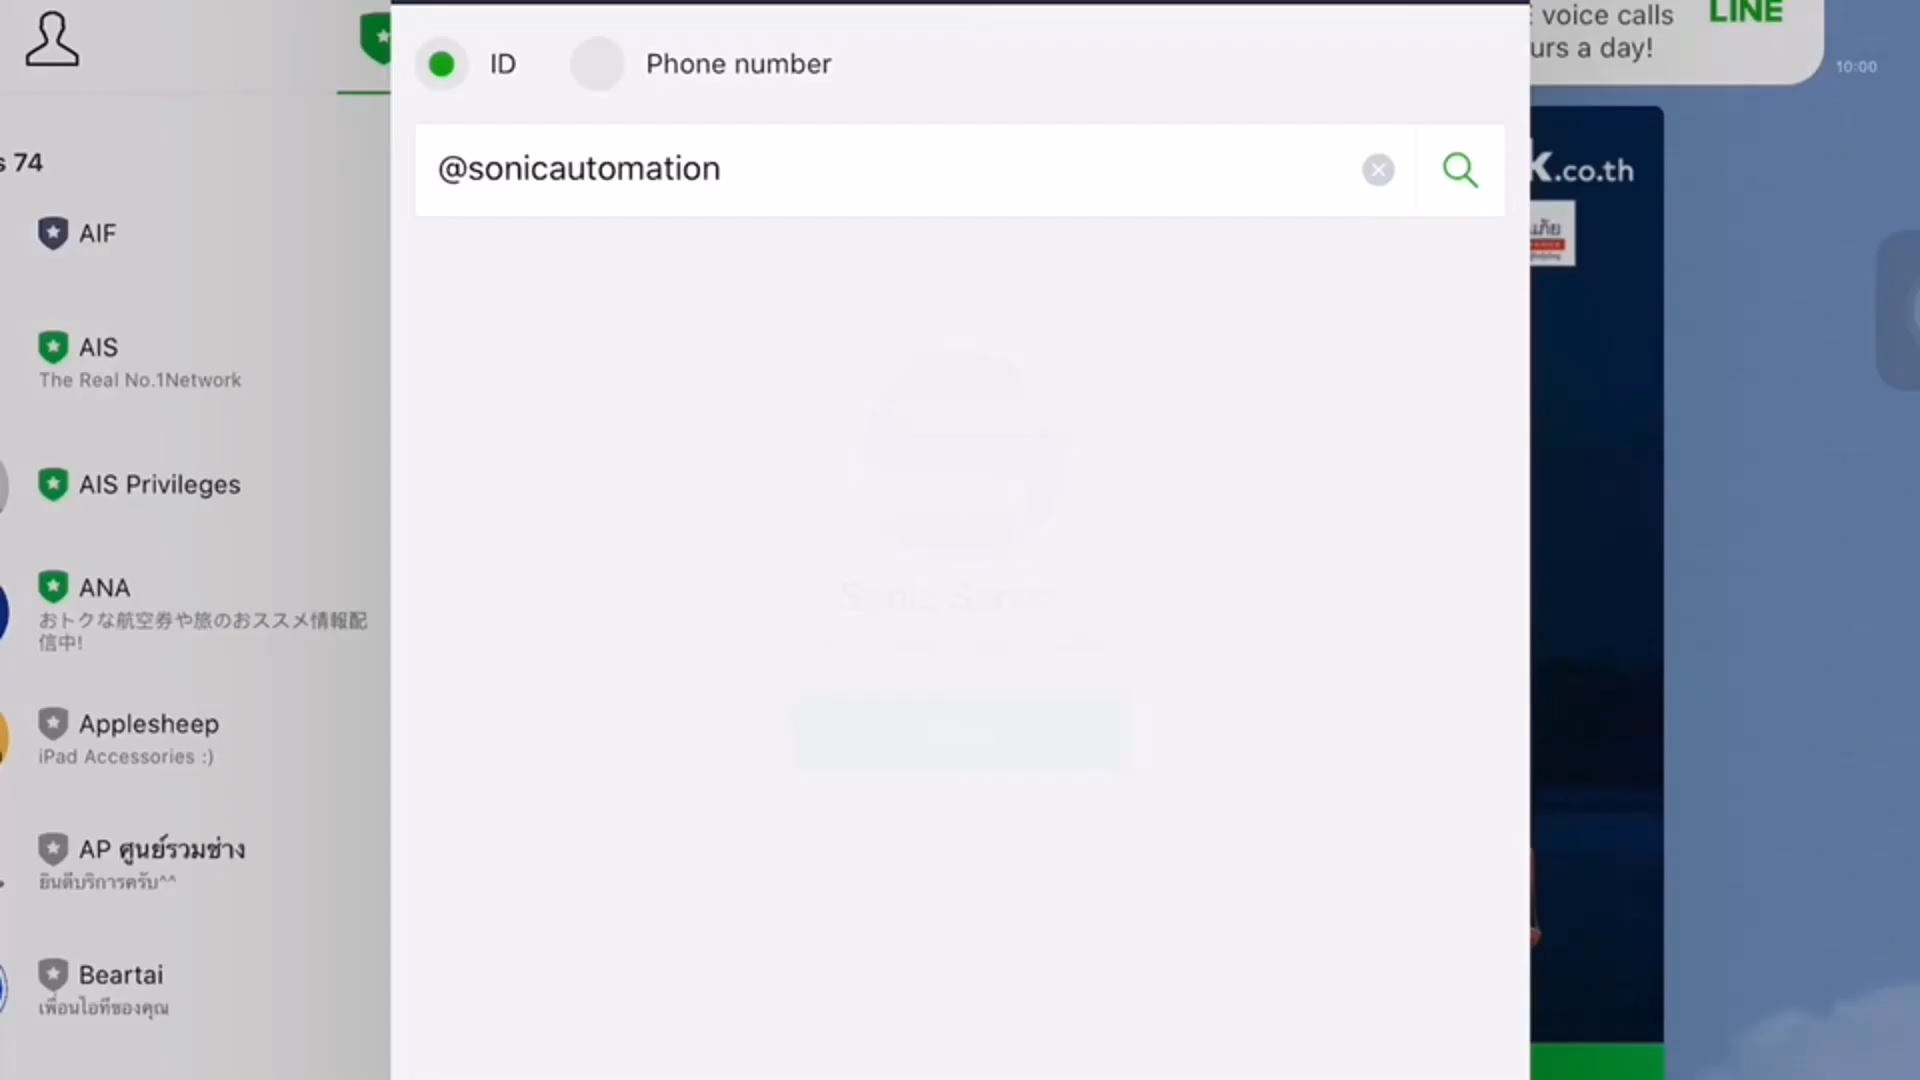 ID
Phone number
@sonicautomation
s 74
AIF
AIS
The Real No.1Network
AIS Privileges
ANA
おトクな航空券や旅のおススメ情報配
信中!
Applesheep
iPad Accessories :)
AP ศูนย์รวมช่าง
ยินดีบริการครับ^^
Beartai
เพื่อนไอทีของคุณ
voice calls
urs a day!
LINE
10:00
k.co.th